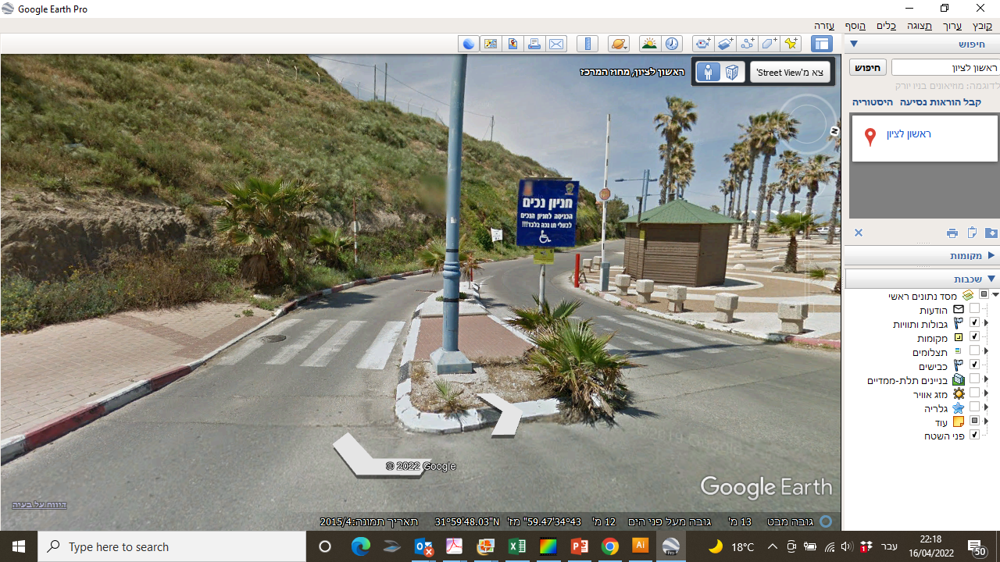 Google Earth Pro
קובץ ערוך תצוגה כלים הוסף עזרה
חיפוש
ראשון לציון
חיפוש
לדוגמה: מוזיאונים בניו יורק
קבל הוראות נסיעה היסטוריה
ראשון לציון
מקומות
שכבות
מסד נתונים ראשי
הודעות
גבולות ותוויות
מקומות
תצלומים
כבישים
בניינים תלת-ממדיים
מזג אוויר
גלריה
עוד
פני השטח
ראשון לציון, מחוז המרכז
צא מ'Street View'
N
חניון נכים
הכניסה לחניון הנכים
לבעלי תו נכה בלבד!!!
© 2022 Google
Google Earth
דיווח על בעיה
תאריך תמונה: 2015/4 31°59'48.03"N 34°43'59.47" מז' גובה מעל פני הים 12 מ' גובה מבט 13 מ'
Type here to search
Ai
Pro
18°C
1
עבר
22:18
16/04/2022
50